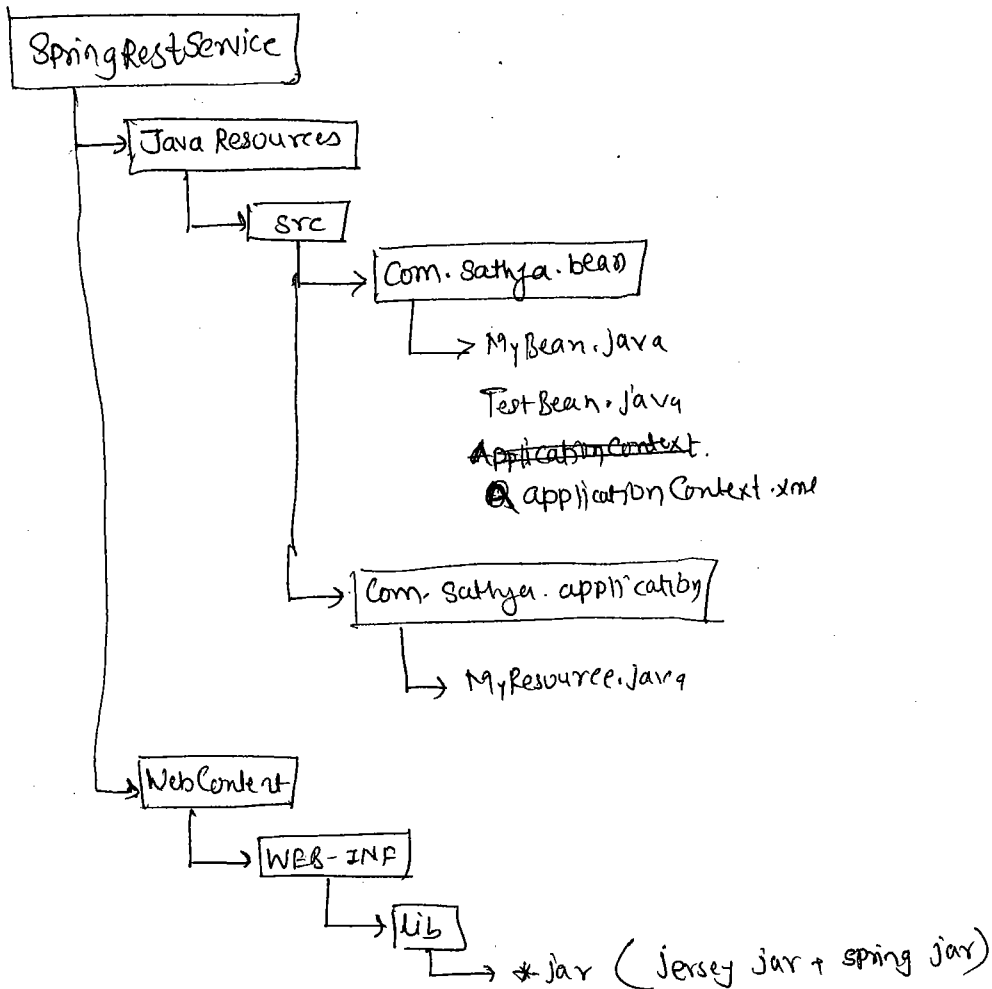 SpringRestService
Java Resources
src
Com.sathya.bean
MyBean.java
TestBean.java
ApplicationContext.
applicationContext.xml
Com.sathya.application
MyResource.java
WebContent
WEB-INF
lib
*jar (jersey jar + spring jar)